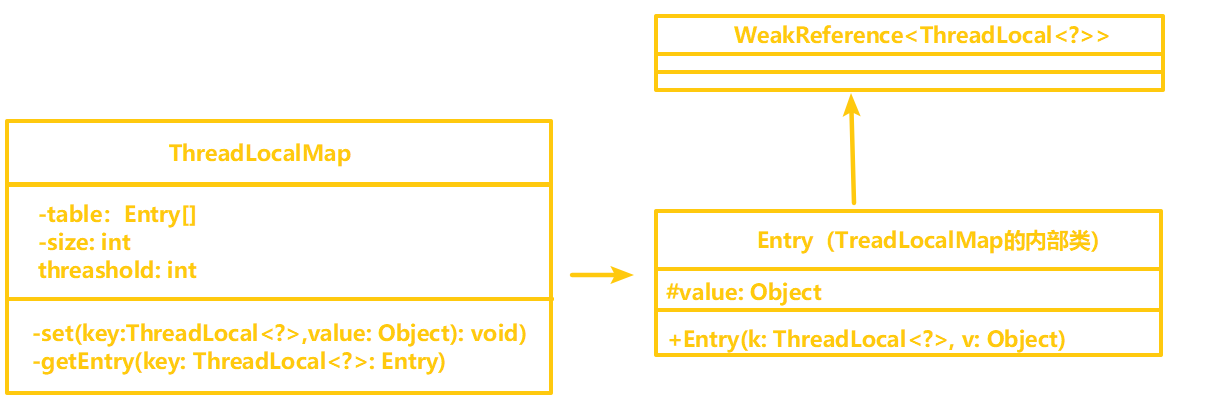 WeakReference<ThreadLocal<?>>
ThreadLocalMap
-table:  Entry[]
-size: int
threashold: int
-set(key:ThreadLocal<?>,value: Object): void)
-getEntry(key: ThreadLocal<?>: Entry)
Entry（TreadLocalMap的内部类）
#value: Object
+Entry(k: ThreadLocal<?>, v: Object)